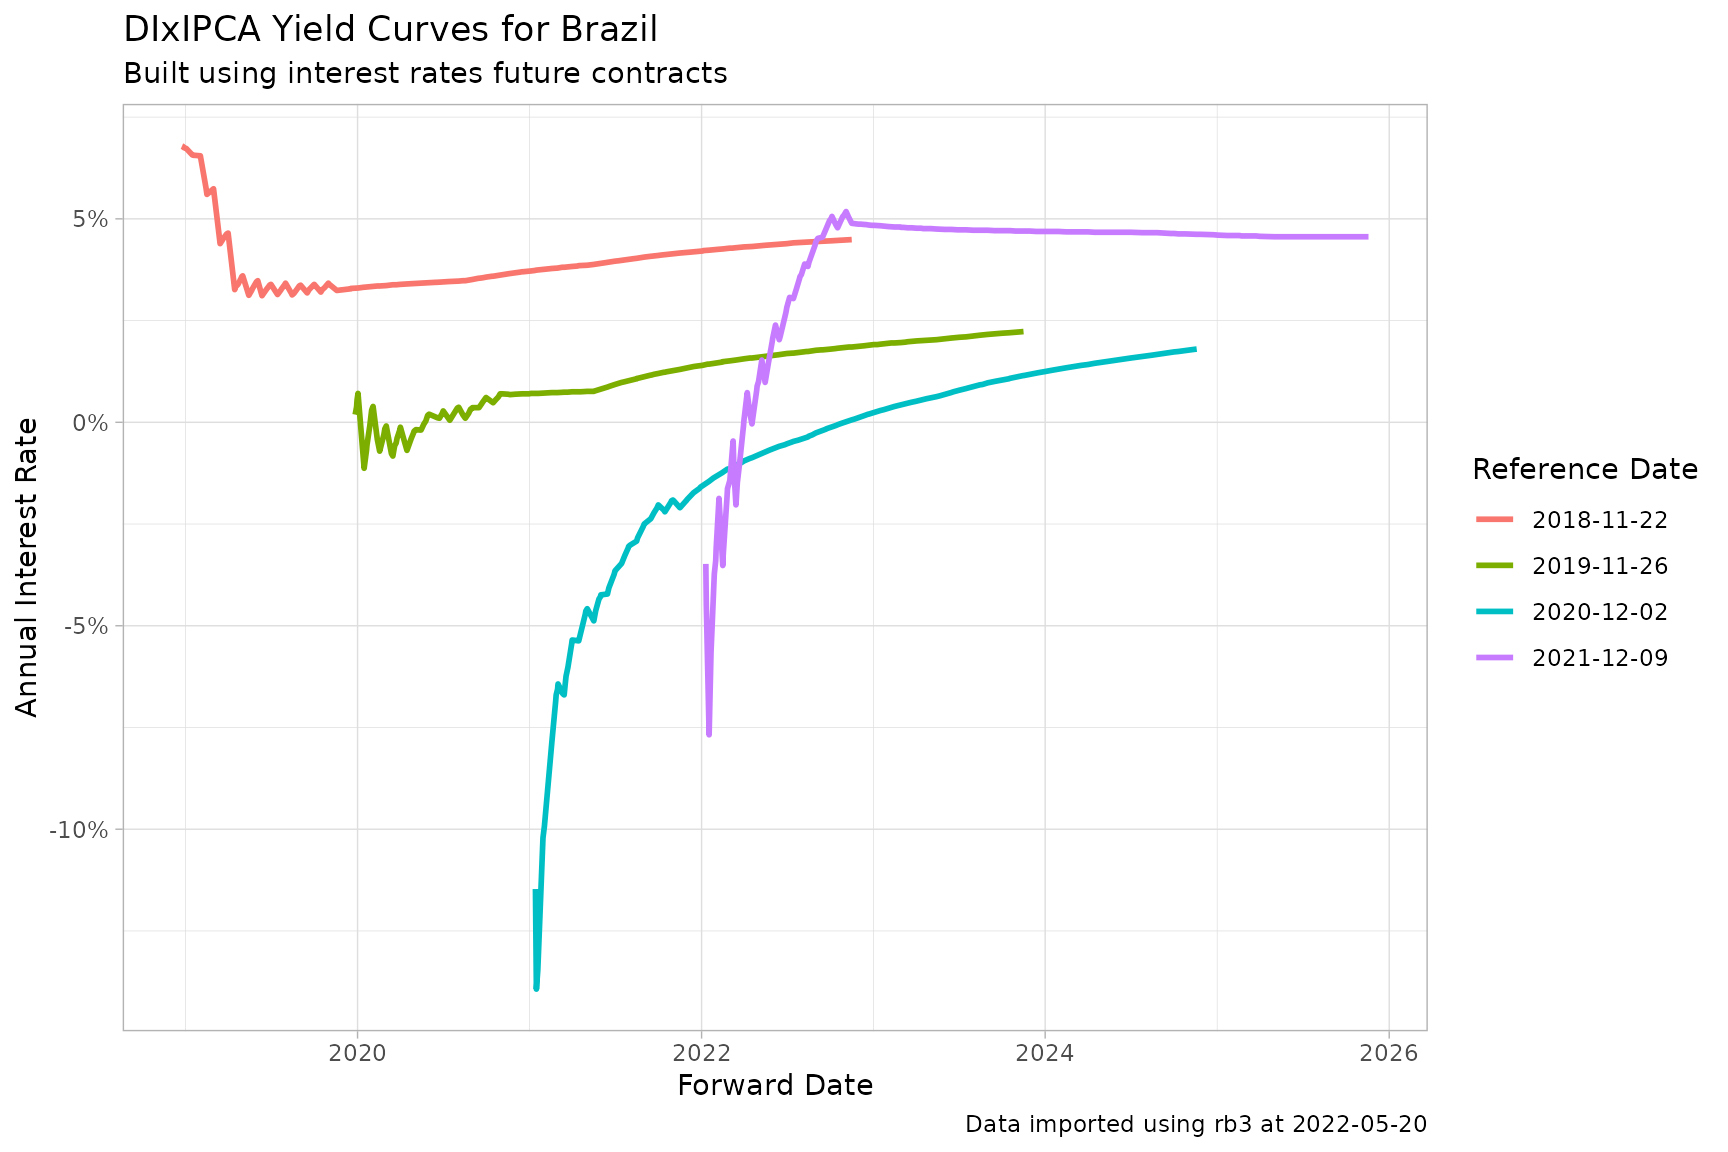 DIxIPCA Yield Curves for Brazil
Built using interest rates future contracts
Annual Interest Rate
5%
0%
-5%
-10%
2020
2022
2024
2026
Forward Date
Reference Date
2018-11-22
2019-11-26
2020-12-02
2021-12-09
Data imported using rb3 at 2022-05-20